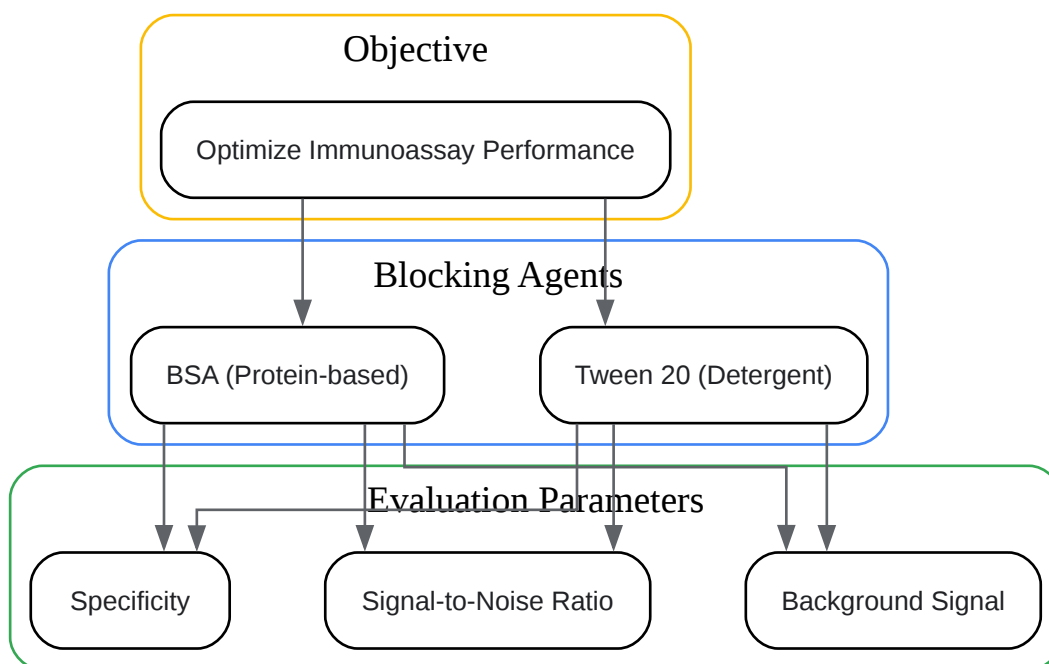 Objective
Optimize Immunoassay Performance
Blocking Agents
BSA (Protein-based)
Tween 20 (Detergent)
Evaluation Parameters
Specificity
Signal-to-Noise Ratio
Background Signal